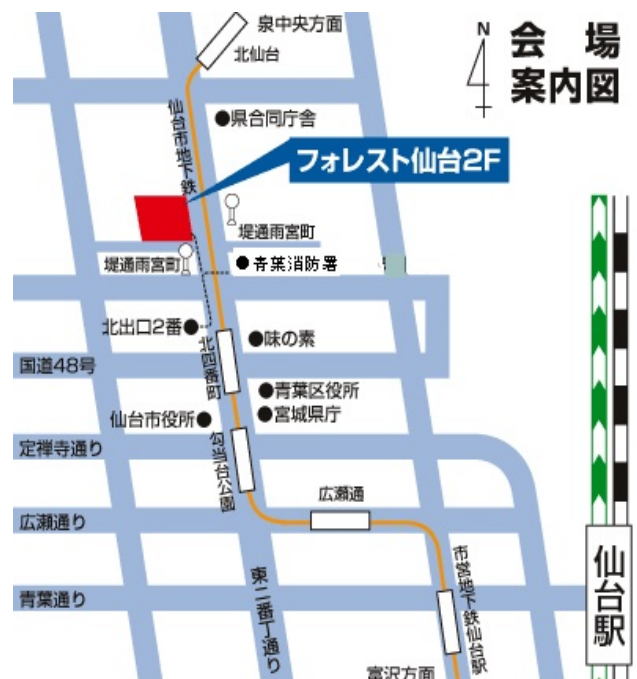 泉中央方面
北仙台
N
会場
案内図
仙台市地下鉄
●県合同庁舎
フォレスト仙台2F
堤通雨宮町
堤通雨宮町
●青葉消防署
北出口2番●
●味の素
国道48号
北四番町
●青葉区役所
●宮城県庁
仙台市役所●
定禅寺通り
勾当台公園
広瀬通
広瀬通り
市営地下鉄仙台駅
仙台駅
青葉通り
東二番丁通り
富沢方面